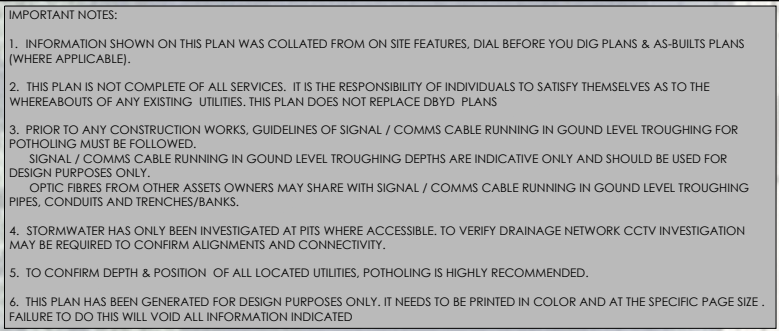 IMPORTANT NOTES:
1. INFORMATION SHOWN ON THIS PLAN WAS COLLATED FROM ON SITE FEATURES, DIAL BEFORE YOU DIG PLANS & AS-BUILTS PLANS
(WHERE APPLICABLE).
2. THIS PLAN IS NOT COMPLETE OF ALL SERVICES. IT IS THE RESPONSIBILITY OF INDIVIDUALS TO SATISFY THEMSELVES AS TO THE
WHEREABOUTS OF ANY EXISTING UTILITIES. THIS PLAN DOES NOT REPLACE DBYD PLANS
3. PRIOR TO ANY CONSTRUCTION WORKS, GUIDELINES OF SIGNAL / COMMS CABLE RUNNING IN GOUND LEVEL TROUGHING FOR
POTHOLING MUST BE FOLLOWED.
SIGNAL / COMMS CABLE RUNNING IN GOUND LEVEL TROUGHING DEPTHS ARE INDICATIVE ONLY AND SHOULD BE USED FOR
DESIGN PURPOSES ONLY.
OPTIC FIBRES FROM OTHER ASSETS OWNERS MAY SHARE WITH SIGNAL / COMMS CABLE RUNNING IN GOUND LEVEL TROUGHING
PIPES, CONDUITS AND TRENCHES/BANKS.
4. STORMWATER HAS ONLY BEEN INVESTIGATED AT PITS WHERE ACCESSIBLE. TO VERIFY DRAINAGE NETWORK CCTV INVESTIGATION
MAY BE REQUIRED TO CONFIRM ALIGNMENTS AND CONNECTIVITY.
5. TO CONFIRM DEPTH & POSITION OF ALL LOCATED UTILITIES, POTHOLING IS HIGHLY RECOMMENDED.
6. THIS PLAN HAS BEEN GENERATED FOR DESIGN PURPOSES ONLY. IT NEEDS TO BE PRINTED IN COLOR AND AT THE SPECIFIC PAGE SIZE .
FAILURE TO DO THIS WILL VOID ALL INFORMATION INDICATED